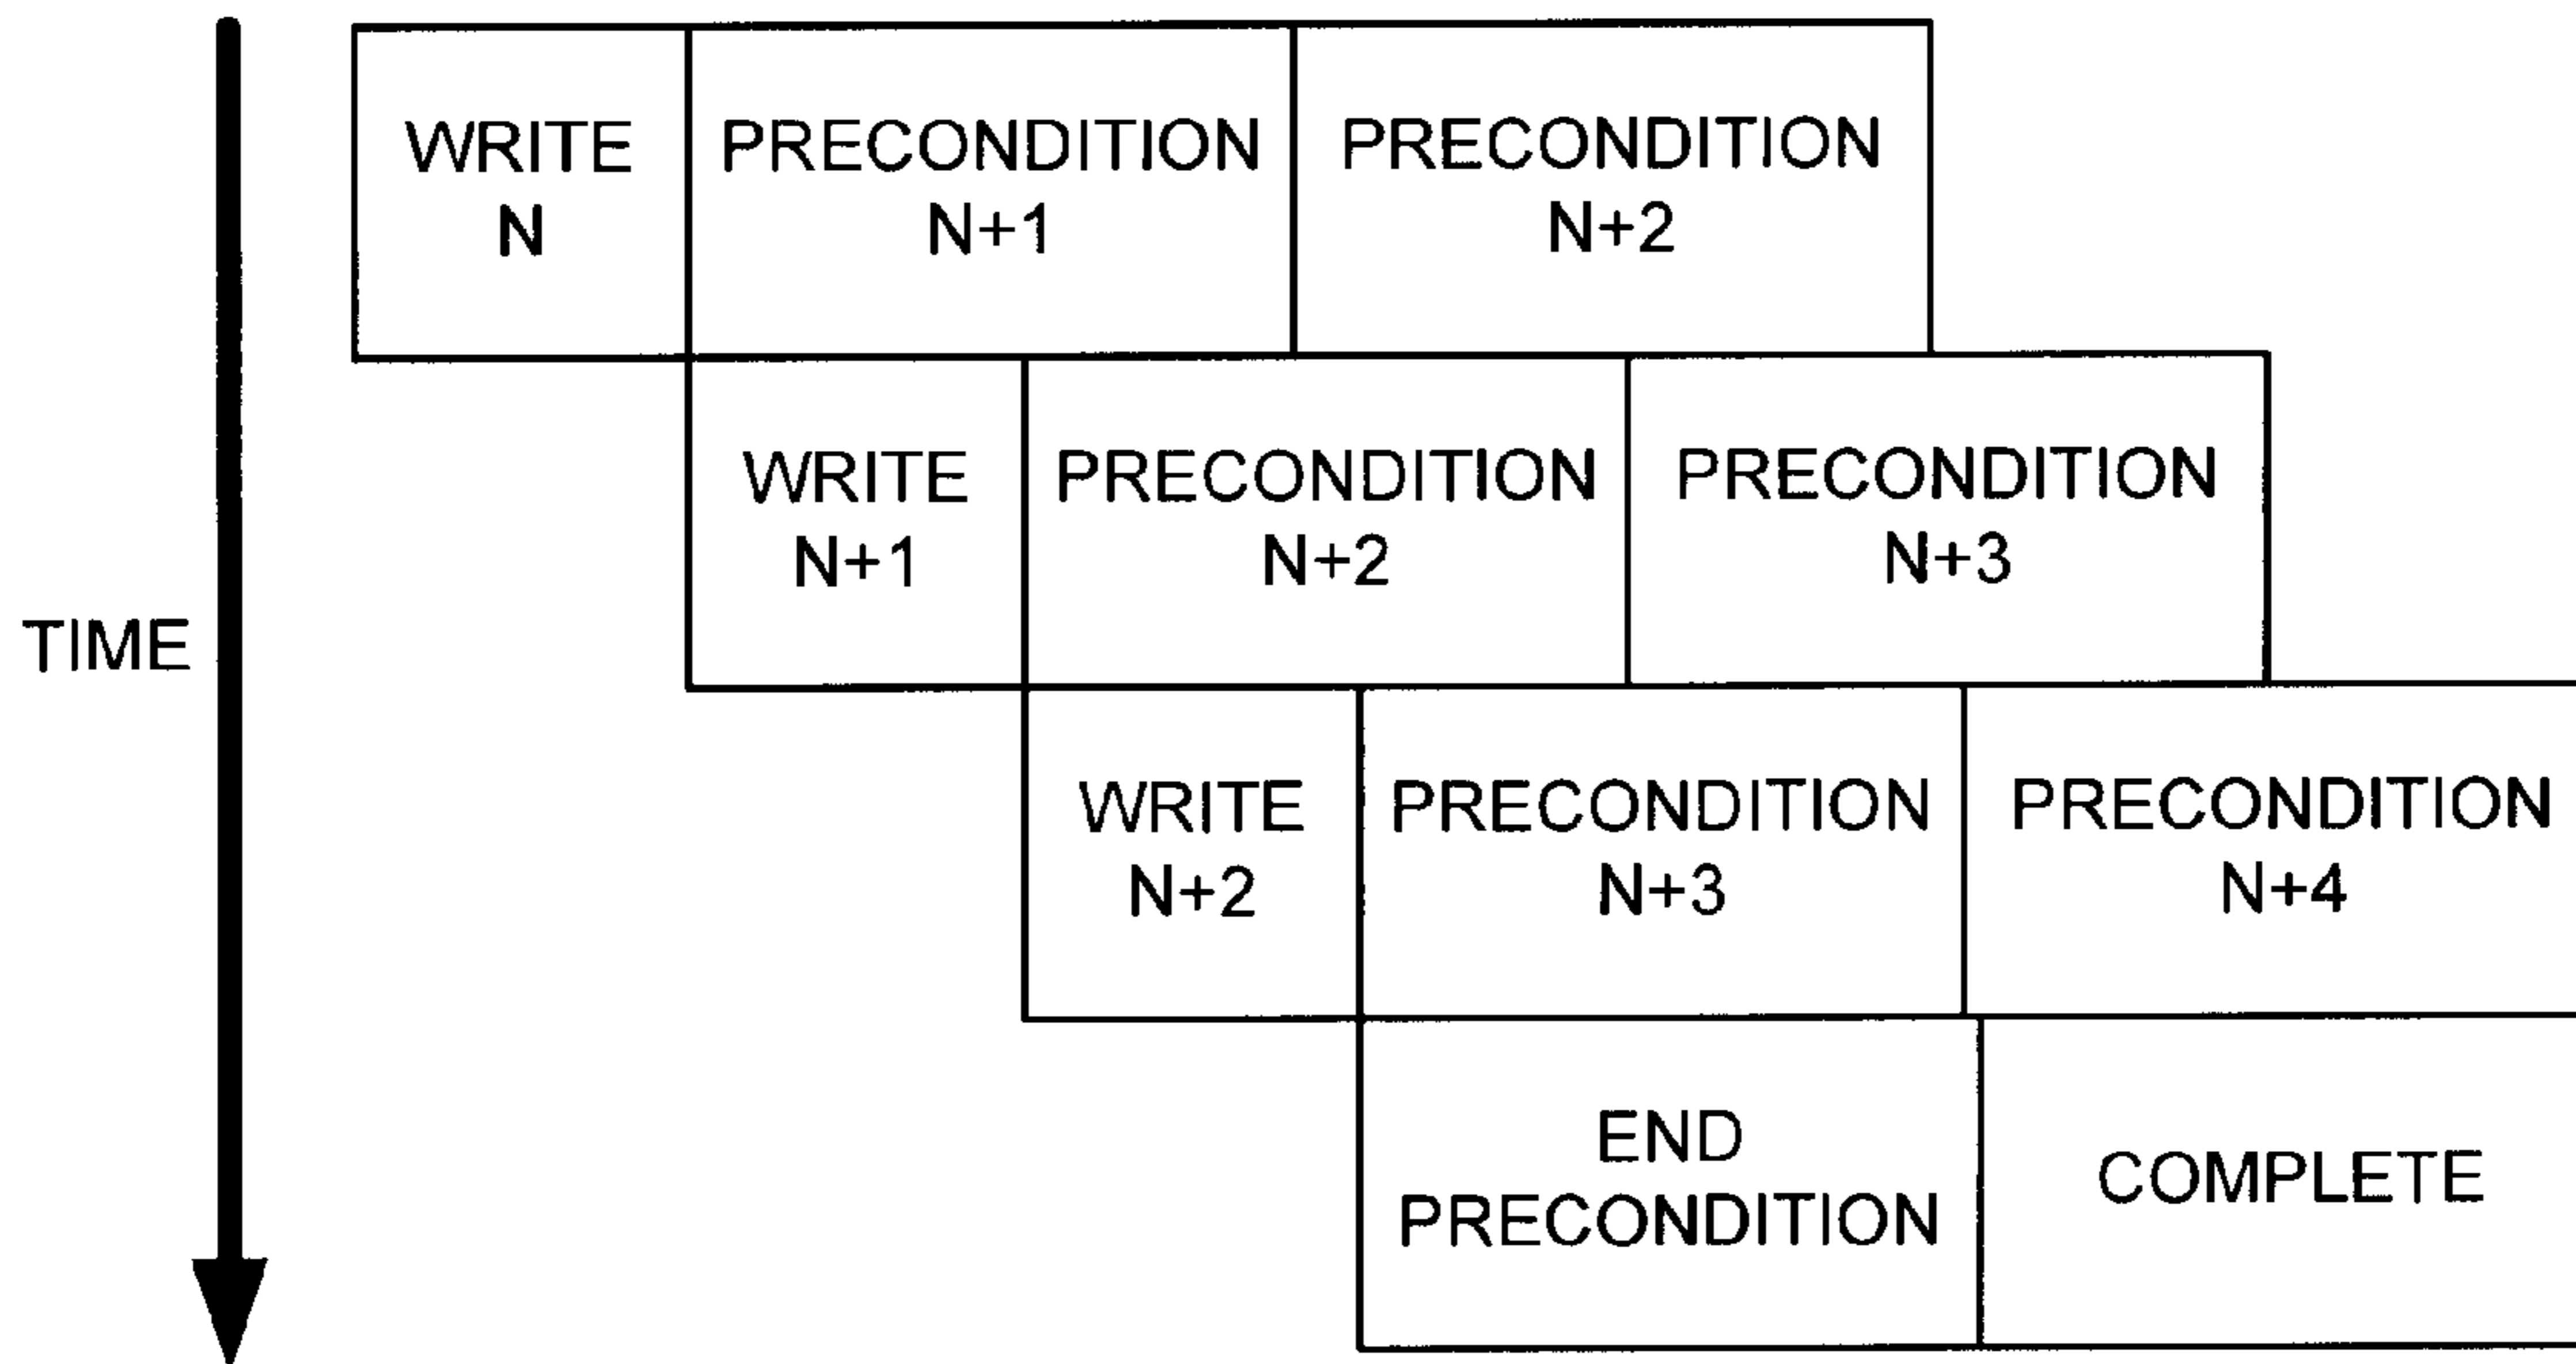 WRITE
N
PRECONDITION
N+1
PRECONDITION
N+2
WRITE
N+1
PRECONDITION
N+2
PRECONDITION
N+3
TIME
WRITE
N+2
PRECONDITION
N+3
PRECONDITION
N+4
END
PRECONDITION
COMPLETE